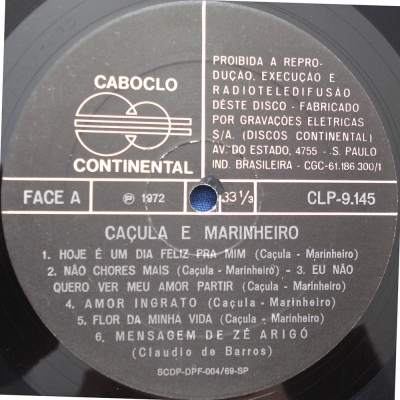 CABOCLO
CONTINENTAL
PROIBIDA A REPRO-
DUÇÃO, EXECUÇÃO E
RADIOTELEDIFUSÃO
DÊSTE DISCO - FABRICADO
POR GRAVAÇÕES ELETRICAS
S/A. (DISCOS CONTINENTAL)
AV. DO ESTADO, 4755 - S. PAULO
IND. BRASILEIRA - CGC-61.186.300/1
FACE A
℗ 1972
33 1/3
CLP-9.145
CAÇULA E MARINHEIRO
1. HOJE É UM DIA FELIZ PRA MIM (Caçula - Marinheiro)
2. NÃO CHORES MAIS (Caçula - Marinheiro) - 3. EU NÃO
QUERO VER MEU AMOR PARTIR (Caçula - Marinheiro)
4. AMOR INGRATO (Caçula - Marinheiro)
5. FLOR DA MINHA VIDA (Caçula - Marinheiro)
6. MENSAGEM DE ZÉ ARIGÓ
(Claudio de Barros)
SCDP-DPF-004/69-SP